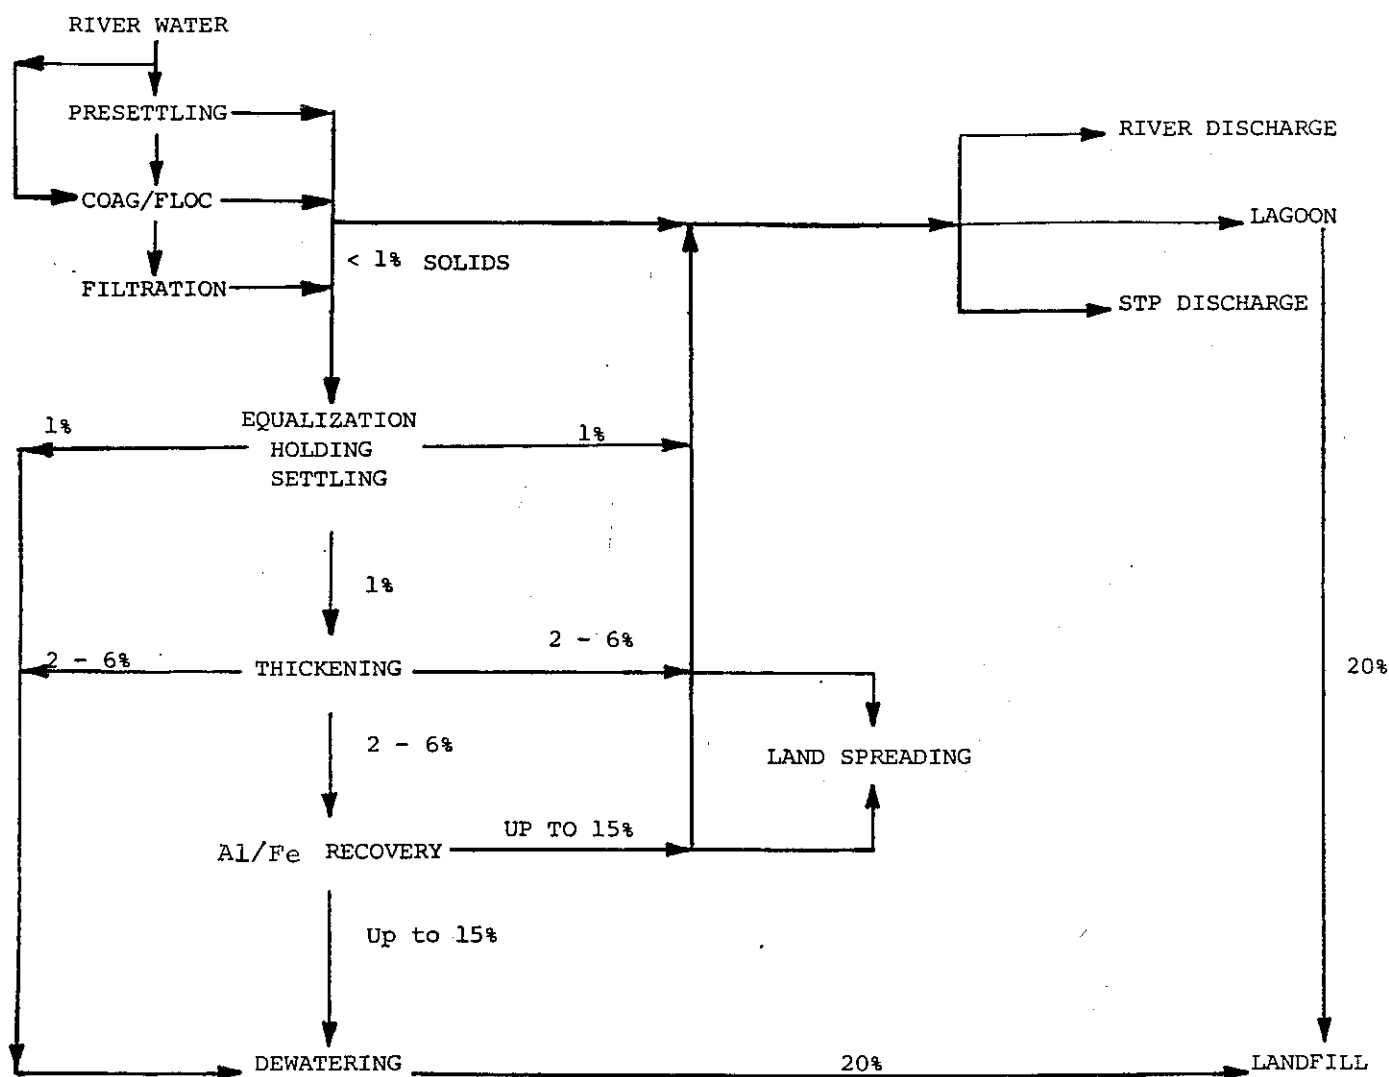 RIVER WATER
PRESETTLING
RIVER DISCHARGE
COAG/FLOC
LAGOON
< 1% SOLIDS
FILTRATION
STP DISCHARGE
1%
EQUALIZATION
HOLDING
SETTLING
1%
1%
2 - 6%
THICKENING
2 - 6%
20%
2 - 6%
LAND SPREADING
Al/Fe RECOVERY
UP TO 15%
Up to 15%
DEWATERING
20%
LANDFILL